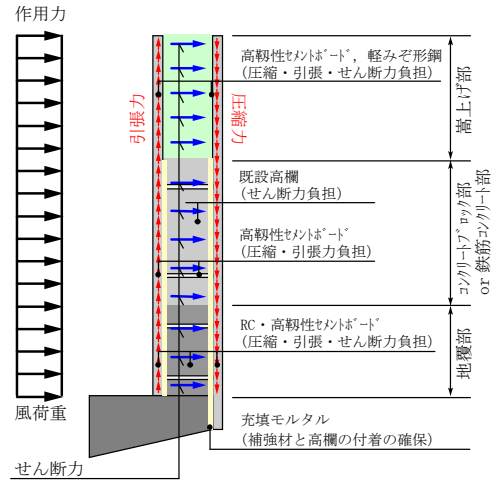 作用力
高靭性ｾﾒﾝﾄﾎﾞｰﾄﾞ，軽みぞ形鋼
(圧縮・引張・せん断力負担)
引張力
圧縮力
嵩上げ部
既設高欄
(せん断力負担)
高靭性ｾﾒﾝﾄﾎﾞｰﾄﾞ
(圧縮・引張力負担)
ｺﾝｸﾘｰﾄﾌﾞﾛｯｸ部
or 鉄筋ｺﾝｸﾘｰﾄ部
RC・高靭性ｾﾒﾝﾄﾎﾞｰﾄﾞ
(圧縮・引張・せん断力負担)
地覆部
風荷重
充填モルタル
(補強材と高欄の付着の確保)
せん断力